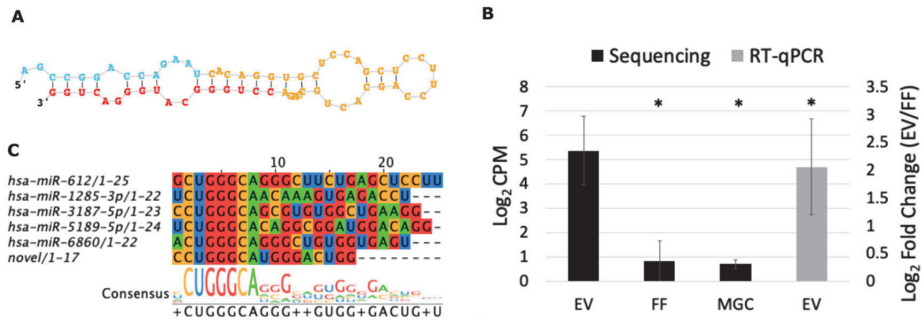 A
5'
3'
B
Sequencing RT-qPCR
8
7
6
5
4
3
2
1
0
Log2 CPM
* * *
EV FF MGC EV
3.5
3
2.5
2
1.5
1
0.5
0
Log2 Fold Change (EV/FF)
C
10 20
hsa-miR-612/1-25 GCUGGGCAGGGCUUCUGAGCUCCUU
hsa-miR-1285-3p/1-22 UCUGGGCAACAAAGUGAGACCU---
hsa-miR-3187-5p/1-23 CCUGGGCAGCGUGUGGCUGAAGG--
hsa-miR-5189-5p/1-24 UCUGGGCACAGGCGGAUGGACAGG-
hsa-miR-6860/1-22 ACUGGGCAGGGCUGUGGUGAGU---
novel/1-17 CCUGGGCAUGGGACUGG--------
Consensus
+CUGGGCAGGG++GUGG+GACUG+U